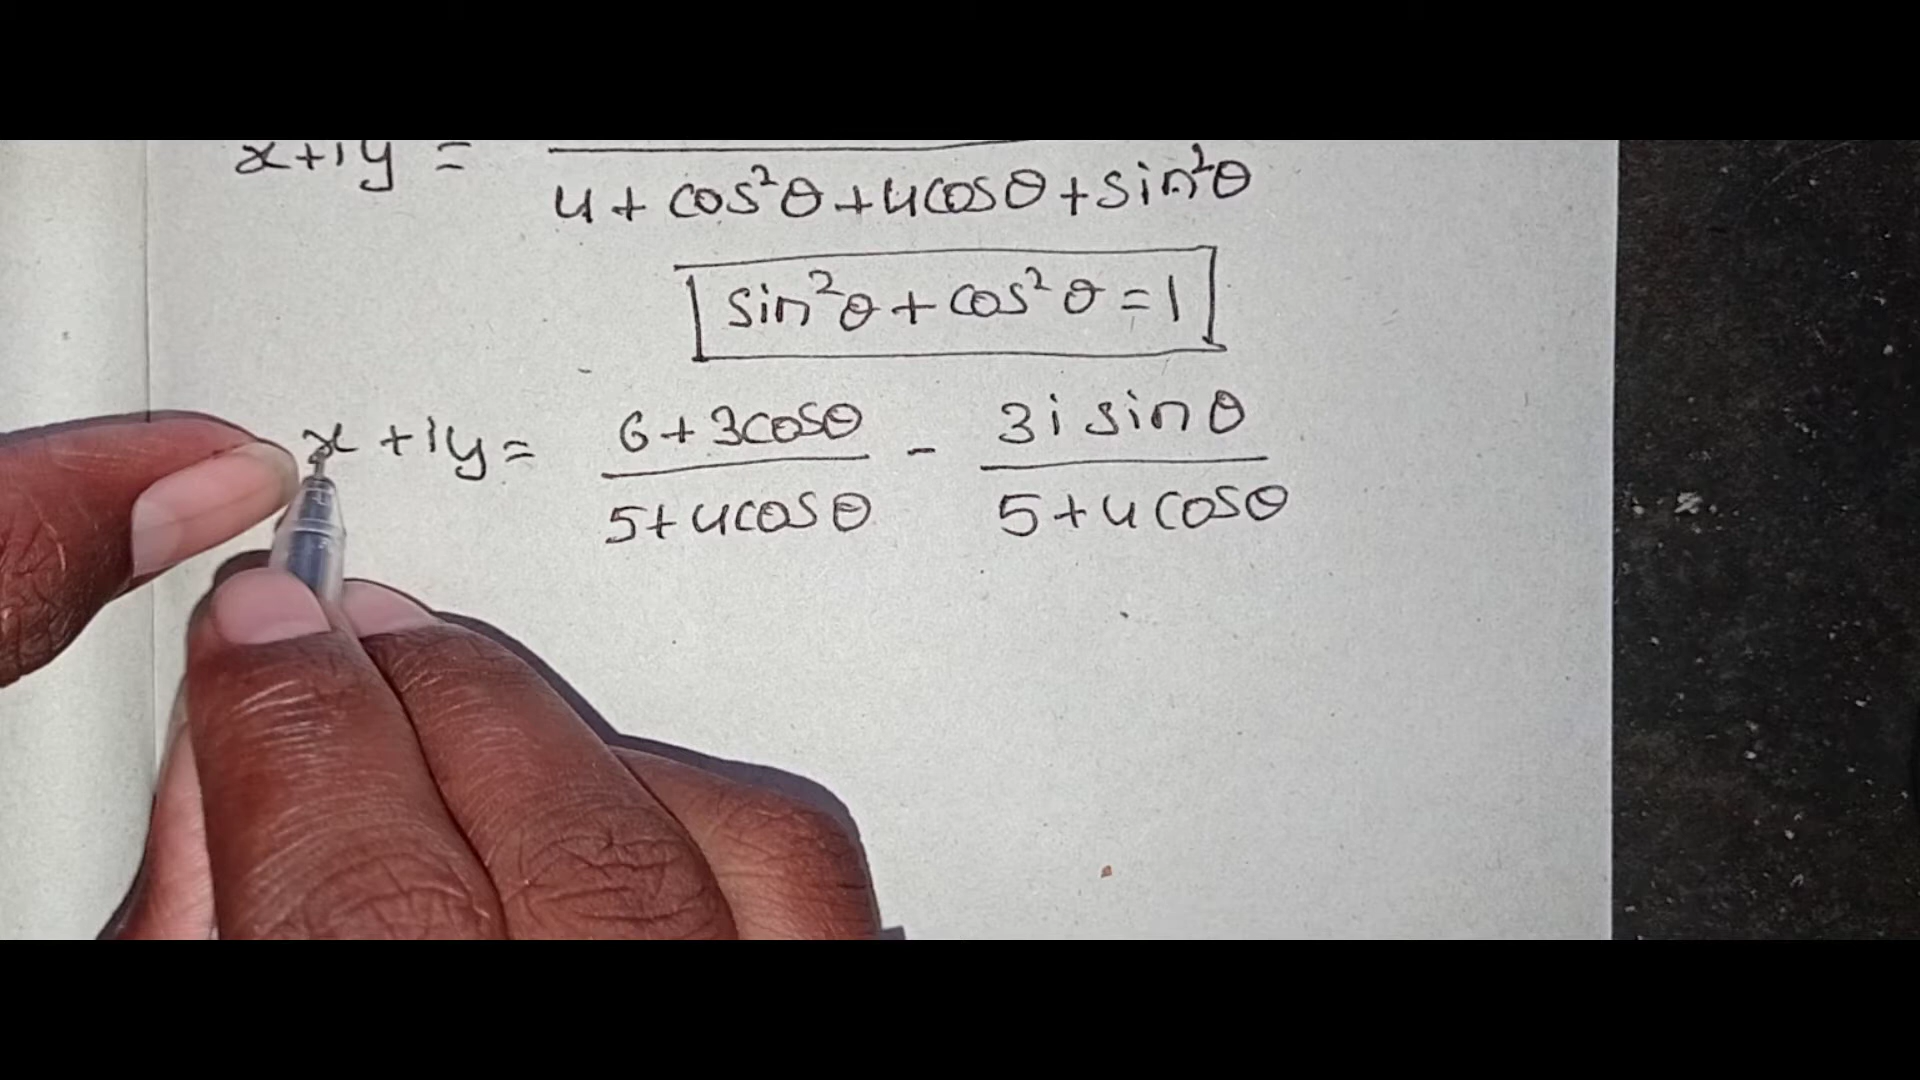 x+iy =
4 + cos²θ + 4cosθ + sin²θ
sin²θ + cos²θ = 1
x + iy = 6+3cosθ / 5+4cosθ - 3i sinθ / 5+4cosθ